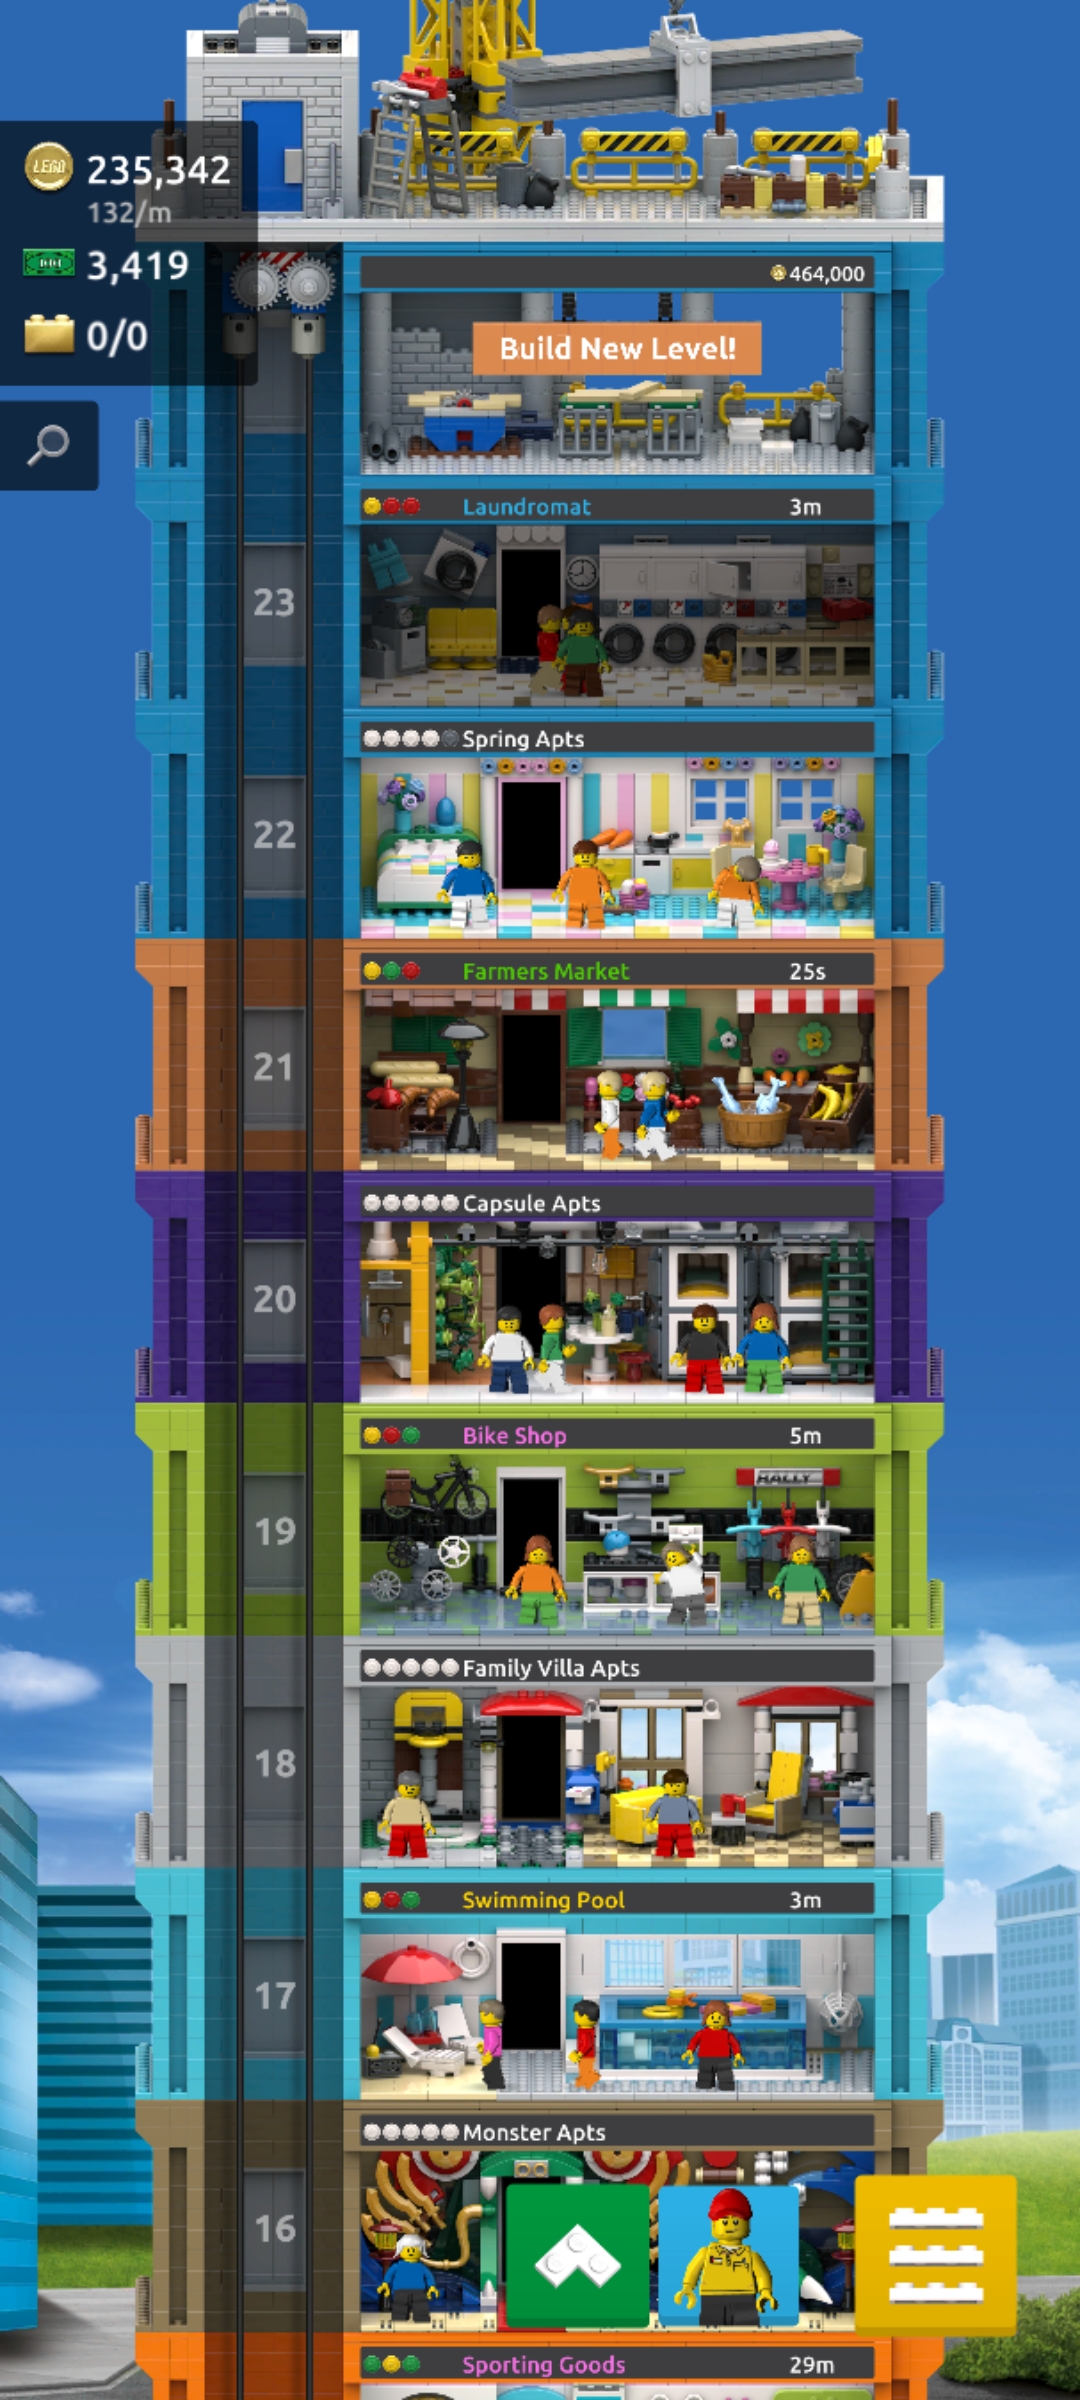 LEGO 235,342
132/m
3,419
0/0
464,000
Build New Level!
Laundromat 3m
23
Spring Apts
22
Farmers Market 25s
21
Capsule Apts
20
Bike Shop 5m
RALLY
19
Family Villa Apts
18
Swimming Pool 3m
17
Monster Apts
16
Sporting Goods 29m